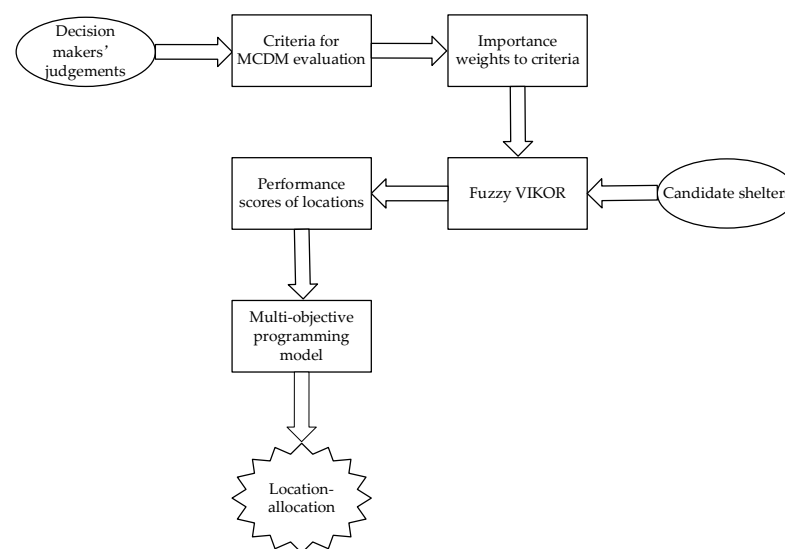 Decision
makers’
judgements
Criteria for
MCDM evaluation
Importance
weights to criteria
Performance
scores of locations
Fuzzy VIKOR
Candidate shelters
Multi-objective
programming
model
Location-
allocation